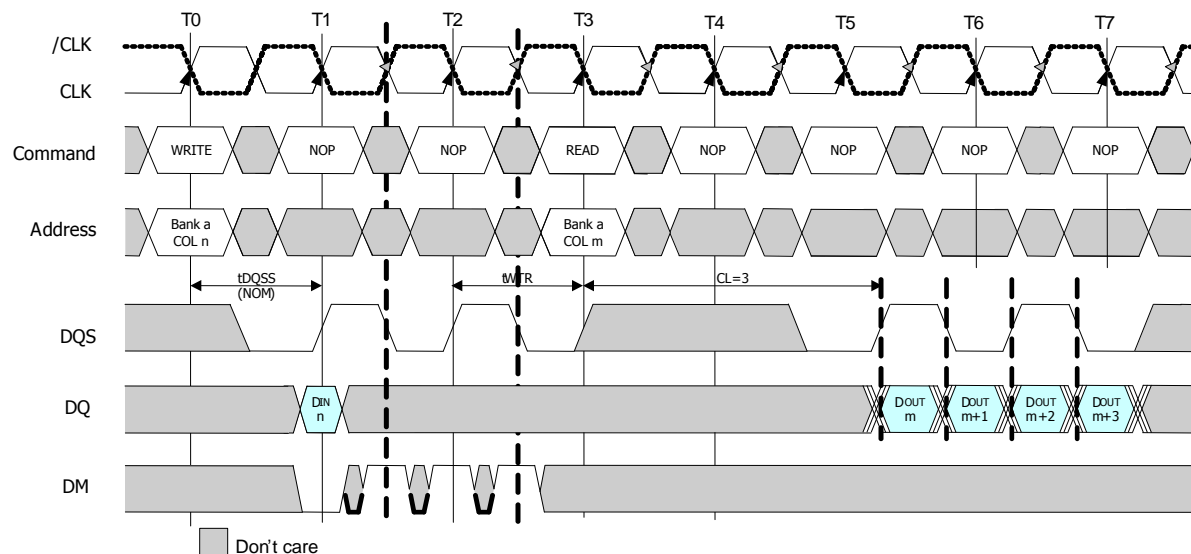 T0 T1 T2 T3 T4 T5 T6 T7
/CLK
CLK
Command WRITE NOP NOP READ NOP NOP NOP NOP
Address Bank a COL n Bank a COL m
tDQSS (NOM) tWTR CL=3
DQS
DQ DIN n DOUT m DOUT m+1 DOUT m+2 DOUT m+3
DM
Don't care